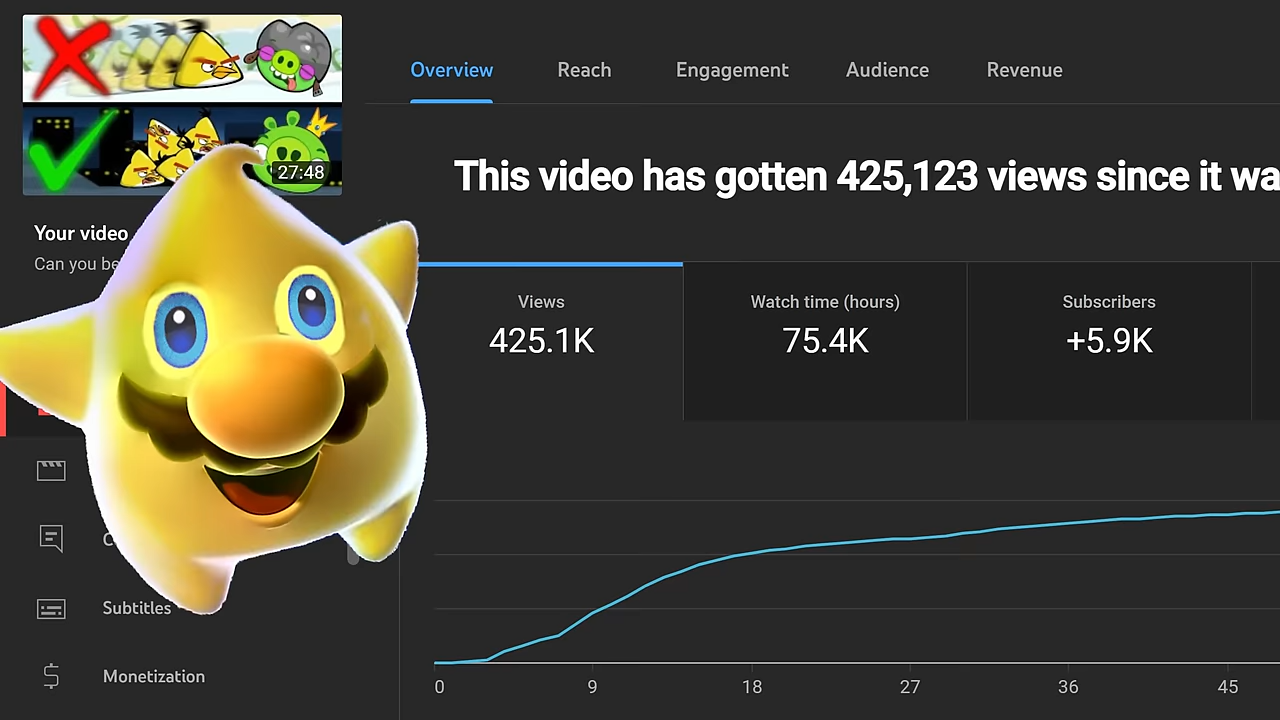 Overview Reach Engagement Audience Revenue
27:48
This video has gotten 425,123 views since it wa
Your video
Can you be
Views Watch time (hours) Subscribers
425.1K 75.4K +5.9K
Subtitles
Monetization
0 9 18 27 36 45